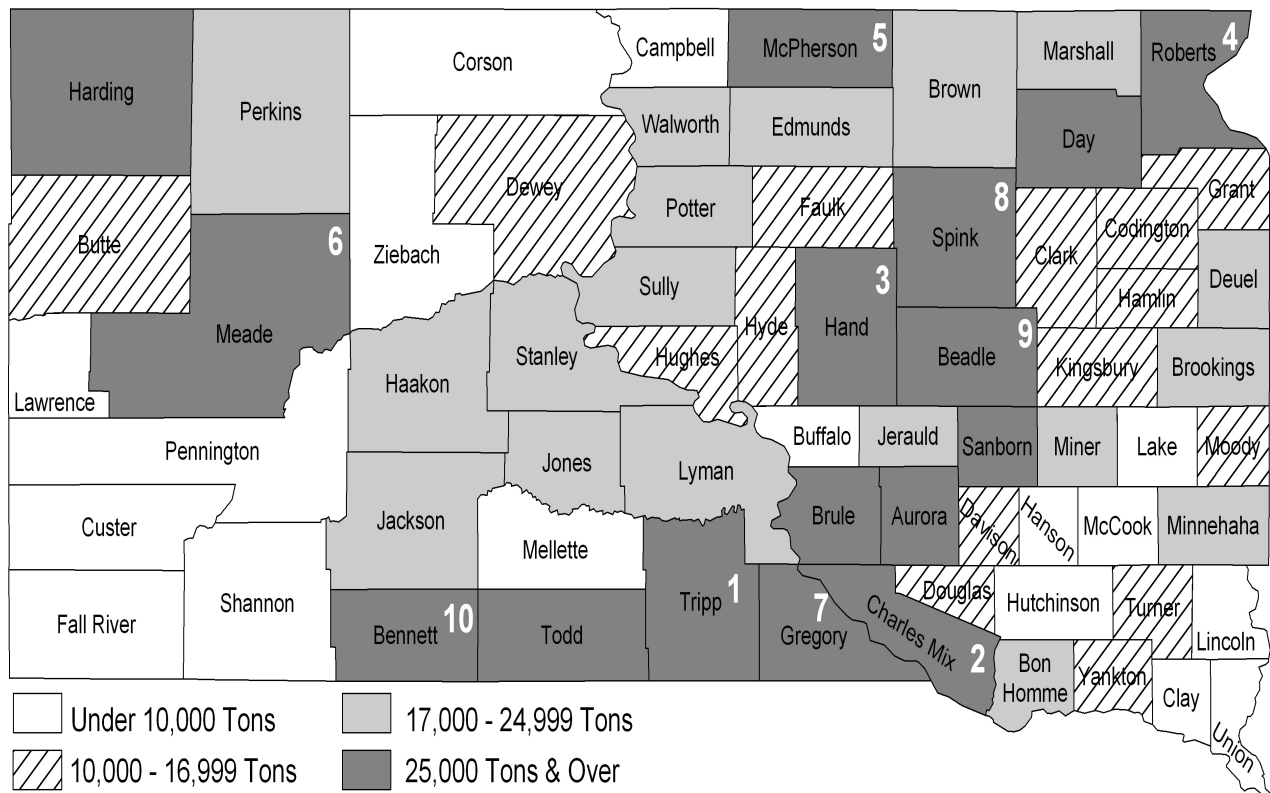 Corson
Campbell
McPherson
5
Marshall
Roberts
4
Harding
Perkins
Brown
Walworth
Edmunds
Day
Dewey
Potter
Faulk
8
Grant
Butte
6
Ziebach
Spink
Clark
Codington
Sully
3
Deuel
Hamlin
Meade
Stanley
Hughes
Hyde
Hand
9
Beadle
Kingsbury
Brookings
Haakon
Lawrence
Pennington
Jones
Lyman
Buffalo
Jerauld
Sanborn
Miner
Lake
Moody
Custer
Jackson
Mellette
Brule
Aurora
Davison
Hanson
McCook
Minnehaha
Fall River
Shannon
Bennett
10
Todd
Tripp
1
7
Gregory
Charles Mix
2
Douglas
Hutchinson
Turner
Lincoln
Bon
Homme
Yankton
Clay
Union
Under 10,000 Tons
17,000 - 24,999 Tons
10,000 - 16,999 Tons
25,000 Tons & Over